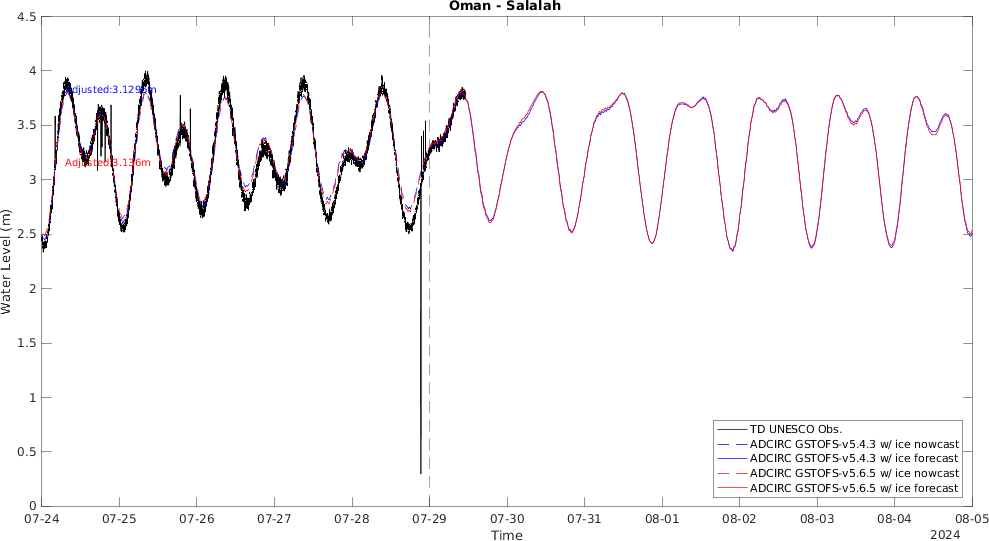 Oman - Salalah
4.5
4
3.5
3
2.5
2
1.5
1
0.5
0
Water Level (m)
Adjusted:3.1296m
Adjusted:3.136m
TD UNESCO Obs.
ADCIRC GSTOFS-v5.4.3 w/ ice nowcast
ADCIRC GSTOFS-v5.4.3 w/ ice forecast
ADCIRC GSTOFS-v5.6.5 w/ ice nowcast
ADCIRC GSTOFS-v5.6.5 w/ ice forecast
07-24 07-25 07-26 07-27 07-28 07-29 07-30 07-31 08-01 08-02 08-03 08-04 08-05
Time
2024